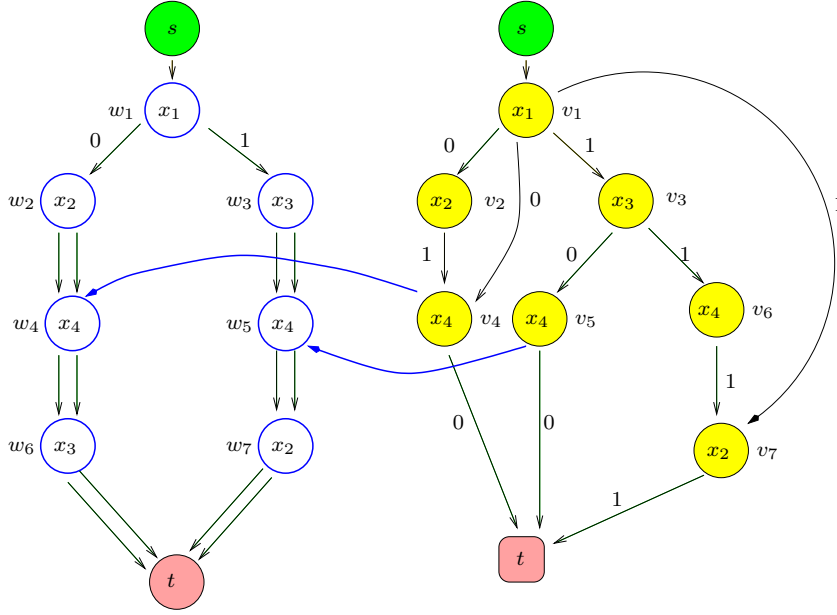 s s
w1 x1 x1 v1
0 1 0 1
w2 x2 w3 x3 x2 v2 0 x3 v3 1
1 0 1
w4 x4 w5 x4 x4 v4 x4 v5 x4 v6
1
0 0
w6 x3 w7 x2 x2 v7
1
t t